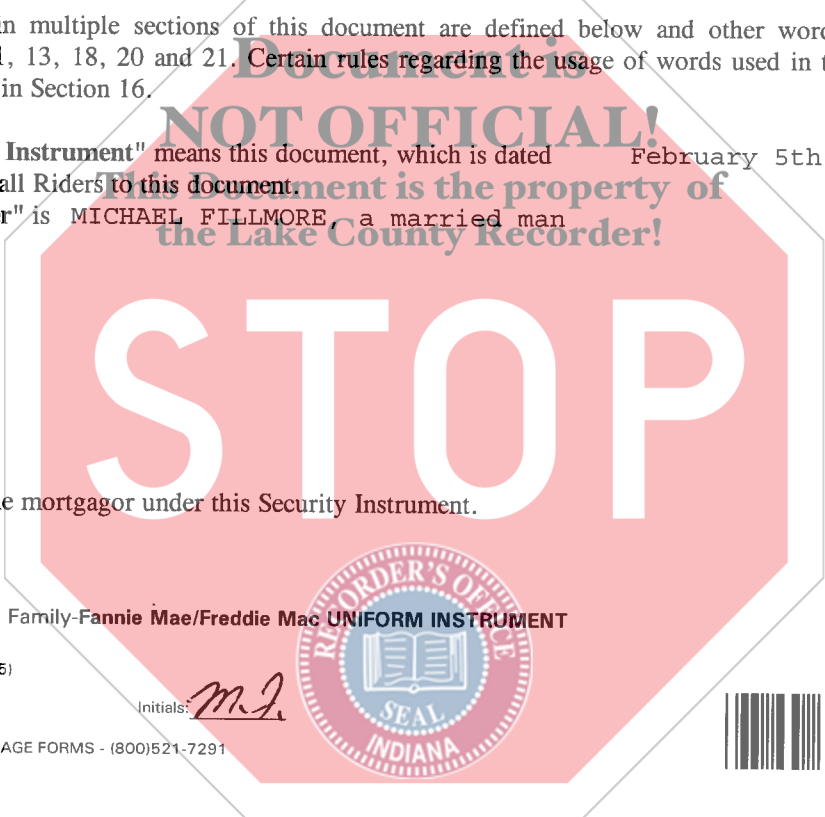 in multiple sections of this document are defined below and other word
, 13, 18, 20 and 21. Certain rules regarding the usage of words used in t
in Section 16.
Document is
NOT OFFICIAL!
Instrument" means this document, which is dated February 5th
all Riders to this document.
This Document is the property of
r" is MICHAEL FILLMORE, a married man
the Lake County Recorder!
STOP
e mortgagor under this Security Instrument.
Family-Fannie Mae/Freddie Mac UNIFORM INSTRUMENT
5)
Initials: M.F.
AGE FORMS - (800)521-7291
RECORDER'S OFFICE
SEAL
INDIANA